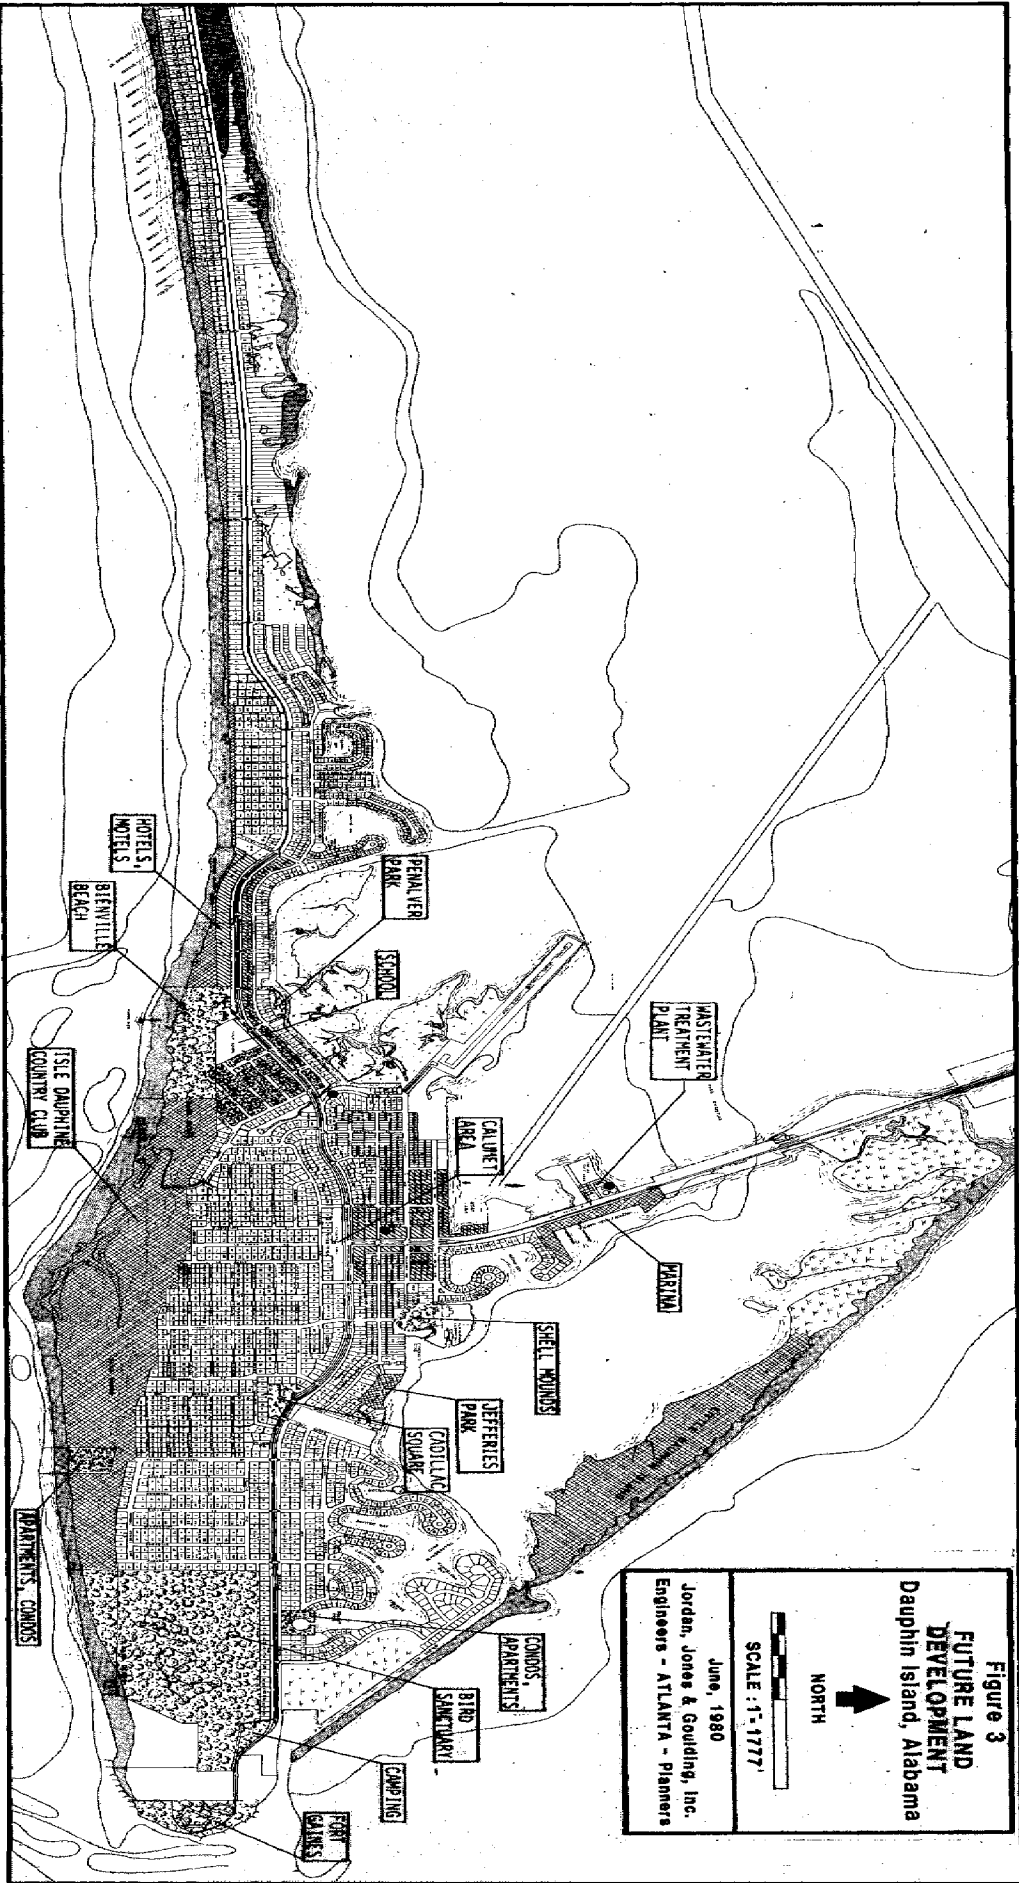 Figure 3
FUTURE LAND
DEVELOPMENT
Dauphin Island, Alabama
NORTH
SCALE: 1"=1777'
June, 1980
Jordan, Jones & Goulding, Inc.
Engineers - ATLANTA - Planners
HOTELS,
MOTELS
BIENVILLE
BEACH
PENALVER
PARK
SCHOOL
ISLE DAUPHINE
COUNTRY CLUB
WASTEWATER
TREATMENT
PLANT
CALUMET
AREA
MARINA
SHELL MOUNDS
JEFFERIES
PARK
CADILLAC
SQUARE
APARTMENTS, CONDOS
CONDOS,
APARTMENTS
BIRD
SANCTUARY
CAMPING
FORT
GAINES